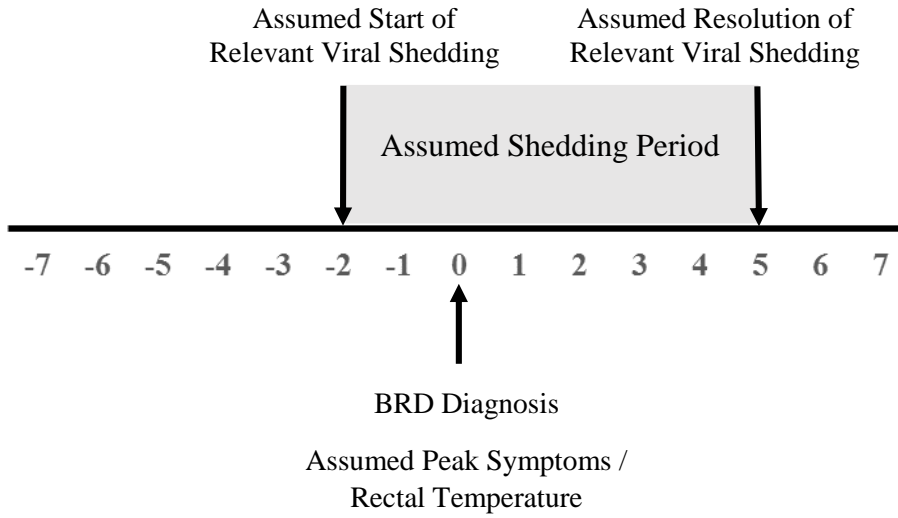 Assumed Start of
Relevant Viral Shedding
Assumed Resolution of
Relevant Viral Shedding
Assumed Shedding Period
-7 -6 -5 -4 -3 -2 -1 0 1 2 3 4 5 6 7
BRD Diagnosis
Assumed Peak Symptoms /
Rectal Temperature